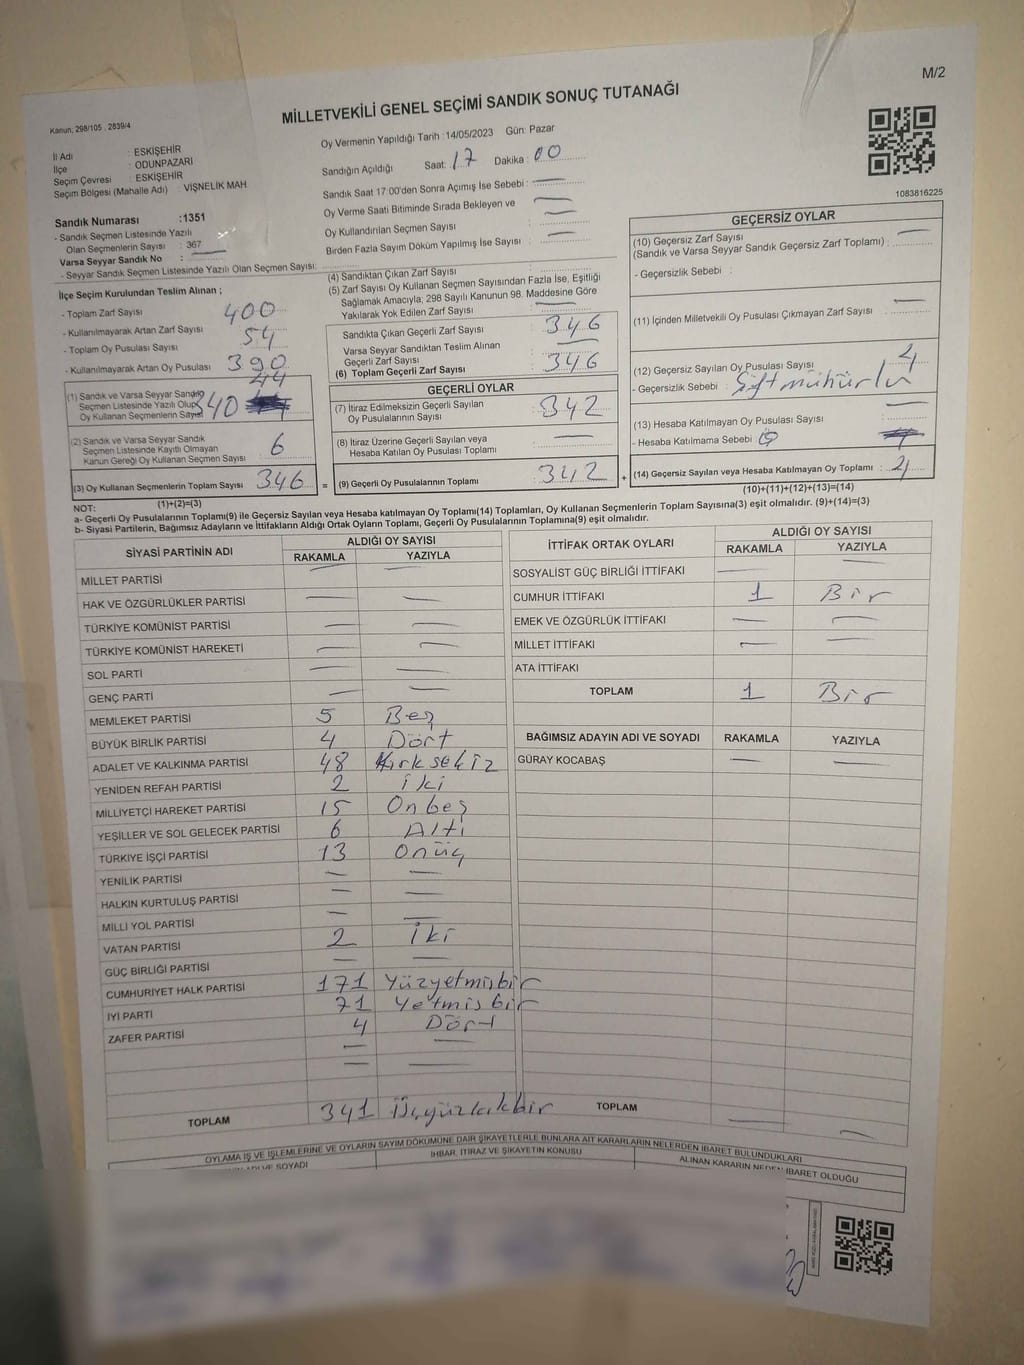 M/2
MİLLETVEKİLİ GENEL SEÇİMİ SANDIK SONUÇ TUTANAĞI
Kanun; 298/105 , 2839/4
İl Adı : ESKİŞEHİR
İlçe : ODUNPAZARI
Seçim Çevresi : ESKİŞEHİR
Seçim Bölgesi (Mahalle Adı) : VİŞNELİK MAH.
Sandık Numarası :1351
- Sandık Seçmen Listesinde Yazılı
Olan Seçmenlerin Sayısı : 367
Varsa Seyyar Sandık No :
- Seyyar Sandık Seçmen Listesinde Yazılı Olan Seçmen Sayısı:
Oy Vermenin Yapıldığı Tarih :14/05/2023 Gün: Pazar
Sandığın Açıldığı Saat: 17 Dakika : 00
Sandık Saat 17:00'den Sonra Açımış İse Sebebi : —
Oy Verme Saati Bitiminde Sırada Bekleyen ve —
Oy Kullandırılan Seçmen Sayısı —
Birden Fazla Sayım Döküm Yapılmış İse Sayısı —
1083816225
İlçe Seçim Kurulundan Teslim Alınan ;
- Toplam Zarf Sayısı 400
- Kullanılmayarak Artan Zarf Sayısı 54
- Toplam Oy Pusulası Sayısı 390
- Kullanılmayarak Artan Oy Pusulası 44
(1) Sandık ve Varsa Seyyar Sandık
Seçmen Listesinde Yazılı Olup 340
Oy Kullanan Seçmenlerin Sayısı
(2) Sandık ve Varsa Seyyar Sandık
Seçmen Listesinde Kayıtlı Olmayan 6
Kanun Gereği Oy Kullanan Seçmen Sayısı
(3) Oy Kullanan Seçmenlerin Toplam Sayısı 346
(1)+(2)=(3)
(4) Sandıktan Çıkan Zarf Sayısı
(5) Zarf Sayısı Oy Kullanan Seçmen Sayısından Fazla İse, Eşitliği
Sağlamak Amacıyla; 298 Sayılı Kanunun 98. Maddesine Göre
Yakılarak Yok Edilen Zarf Sayısı —
Sandıkta Çıkan Geçerli Zarf Sayısı 346
Varsa Seyyar Sandıktan Teslim Alınan
Geçerli Zarf Sayısı —
(6) Toplam Geçerli Zarf Sayısı 346
GEÇERLİ OYLAR
(7) İtiraz Edilmeksizin Geçerli Sayılan
Oy Pusulalarının Sayısı 342
(8) İtiraz Üzerine Geçerli Sayılan veya
Hesaba Katılan Oy Pusulası Toplamı —
= (9) Geçerli Oy Pusulalarının Toplamı 342 +
GEÇERSİZ OYLAR
(10) Geçersiz Zarf Sayısı —
(Sandık ve Varsa Seyyar Sandık Geçersiz Zarf Toplamı) :
- Geçersizlik Sebebi :
(11) İçinden Milletvekili Oy Pusulası Çıkmayan Zarf Sayısı —
(12) Geçersiz Sayılan Oy Pusulası Sayısı 4
- Geçersizlik Sebebi : Çift mühürlü
(13) Hesaba Katılmayan Oy Pusulası Sayısı —
- Hesaba Katılmama Sebebi :
(14) Geçersiz Sayılan veya Hesaba Katılmayan Oy Toplamı : 4
(10)+(11)+(12)+(13)=(14)
NOT:
a- Geçerli Oy Pusulalarının Toplamı(9) ile Geçersiz Sayılan veya Hesaba katılmayan Oy Toplamı(14) Toplamları, Oy Kullanan Seçmenlerin Toplam Sayısına(3) eşit olmalıdır. (9)+(14)=(3)
b- Siyasi Partilerin, Bağımsız Adayların ve İttifakların Aldığı Ortak Oyların Toplamı, Geçerli Oy Pusulalarının Toplamına(9) eşit olmalıdır.
SİYASİ PARTİNİN ADI ALDIĞI OY SAYISI
RAKAMLA YAZIYLA
MİLLET PARTİSİ — —
HAK VE ÖZGÜRLÜKLER PARTİSİ — —
TÜRKİYE KOMÜNİST PARTİSİ — —
TÜRKİYE KOMÜNİST HAREKETİ — —
SOL PARTİ — —
GENÇ PARTİ — —
MEMLEKET PARTİSİ 5 Beş
BÜYÜK BİRLİK PARTİSİ 4 Dört
ADALET VE KALKINMA PARTİSİ 48 Kırksekiz
YENİDEN REFAH PARTİSİ 2 iki
MİLLİYETÇİ HAREKET PARTİSİ 15 Onbeş
YEŞİLLER VE SOL GELECEK PARTİSİ 6 Altı
TÜRKİYE İŞÇİ PARTİSİ 13 Onüç
YENİLİK PARTİSİ — —
HALKIN KURTULUŞ PARTİSİ — —
MİLLİ YOL PARTİSİ — —
VATAN PARTİSİ 2 İki
GÜÇ BİRLİĞİ PARTİSİ — —
CUMHURİYET HALK PARTİSİ 171 Yüzyetmişbir
İYİ PARTİ 71 Yetmişbir
ZAFER PARTİSİ 4 Dört
TOPLAM 341 Üçyüzkırkbir
İTTİFAK ORTAK OYLARI ALDIĞI OY SAYISI
RAKAMLA YAZIYLA
SOSYALİST GÜÇ BİRLİĞİ İTTİFAKI — —
CUMHUR İTTİFAKI 1 Bir
EMEK VE ÖZGÜRLÜK İTTİFAKI — —
MİLLET İTTİFAKI — —
ATA İTTİFAKI
TOPLAM 1 Bir
BAĞIMSIZ ADAYIN ADI VE SOYADI RAKAMLA YAZIYLA
GÜRAY KOCABAŞ — —
TOPLAM — —
OYLAMA İŞ VE İŞLEMLERİNE VE OYLARIN SAYIM DÖKÜMÜNE DAİR ŞİKAYETLERLE BUNLARA AİT KARARLARIN NELERDEN İBARET BULUNDUKLARI
ADI VE SOYADI İHBAR, İTİRAZ VE ŞİKAYETİN KONUSU ALINAN KARARIN NEDEN İBARET OLDUĞU